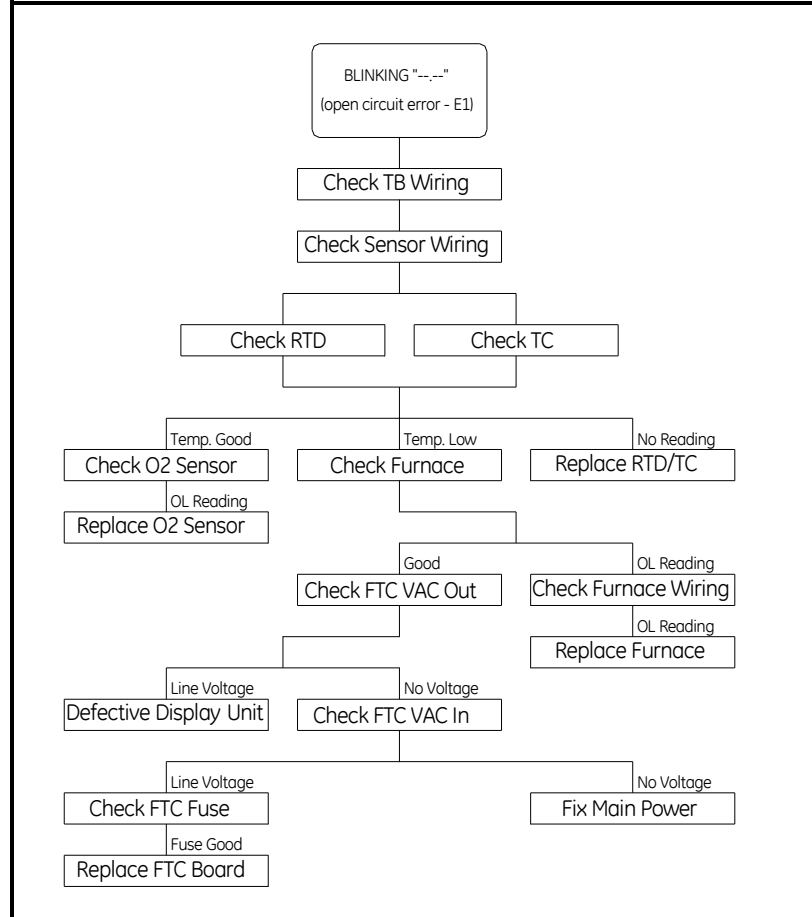 BLINKING "--.--"
(open circuit error - E1)
Check TB Wiring
Check Sensor Wiring
Check RTD
Check TC
Temp. Good
Check O2 Sensor
OL Reading
Replace O2 Sensor
Temp. Low
Check Furnace
No Reading
Replace RTD/TC
Good
Check FTC VAC Out
OL Reading
Check Furnace Wiring
OL Reading
Replace Furnace
Line Voltage
Defective Display Unit
No Voltage
Check FTC VAC In
Line Voltage
Check FTC Fuse
Fuse Good
Replace FTC Board
No Voltage
Fix Main Power